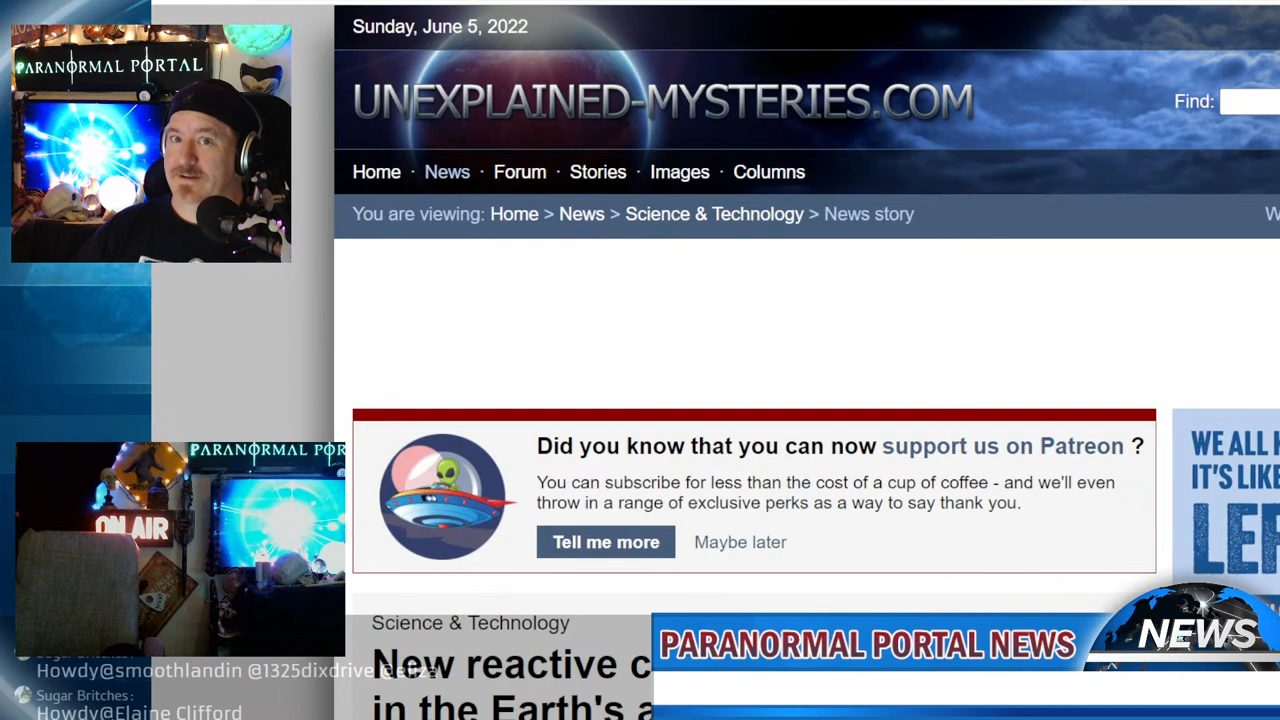 PARANORMAL PORTAL
Sunday, June 5, 2022
UNEXPLAINED-MYSTERIES.COM
Find:
Home · News · Forum · Stories · Images · Columns
You are viewing: Home > News > Science & Technology > News story
W
Did you know that you can now support us on Patreon ?
You can subscribe for less than the cost of a cup of coffee - and we'll even
throw in a range of exclusive perks as a way to say thank you.
Tell me more
Maybe later
WE ALL
IT'S LIKE
PARANORMAL POR
ON AIR
Science & Technology
New reactive c
in the Earth's a
PARANORMAL PORTAL NEWS
NEWS
Howdy@smoothlandin @1325dixdrive
Sugar Britches:
Howdy@Elaine Clifford